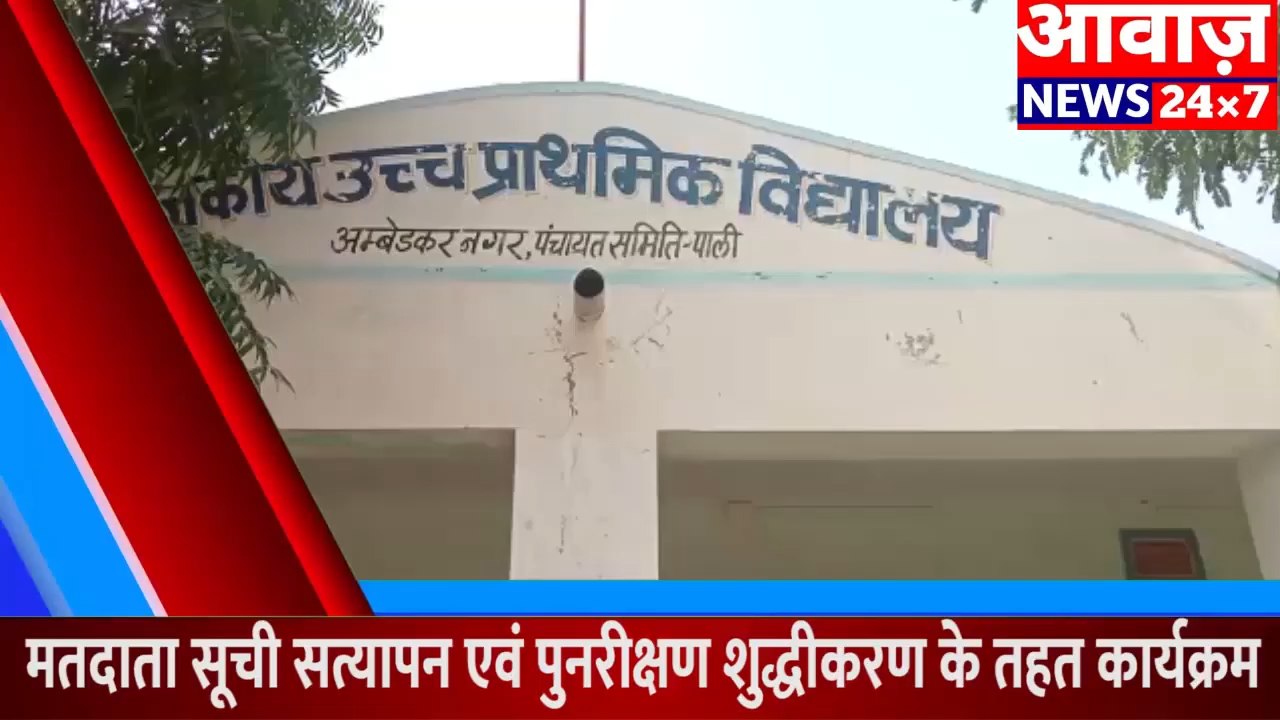 आवाज़
NEWS 24×7
उच्च प्राथमिक विद्यालय
अम्बेडकर नगर, पंचायत समिति-पाली
मतदाता सूची सत्यापन एवं पुनरीक्षण शुद्धीकरण के तहत कार्यक्रम